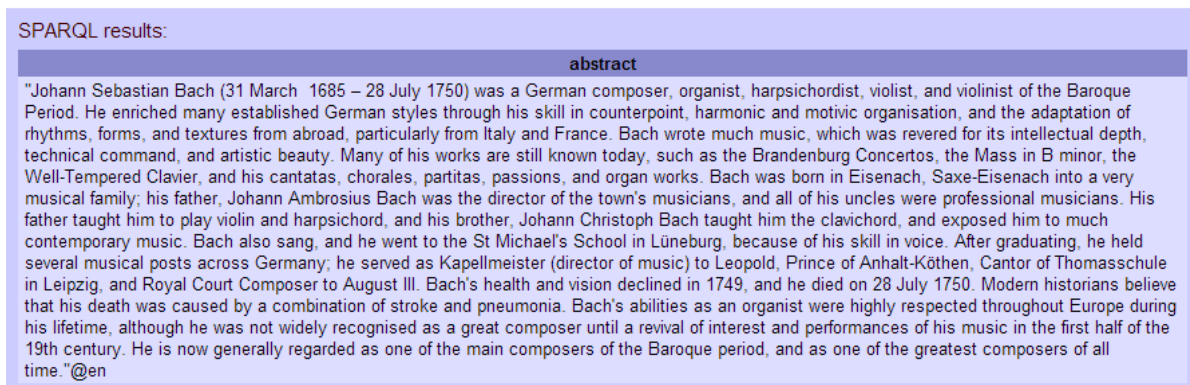 SPARQL results:
abstract
"Johann Sebastian Bach (31 March  1685 – 28 July 1750) was a German composer, organist, harpsichordist, violist, and violinist of the Baroque
Period. He enriched many established German styles through his skill in counterpoint, harmonic and motivic organisation, and the adaptation of
rhythms, forms, and textures from abroad, particularly from Italy and France. Bach wrote much music, which was revered for its intellectual depth,
technical command, and artistic beauty. Many of his works are still known today, such as the Brandenburg Concertos, the Mass in B minor, the
Well-Tempered Clavier, and his cantatas, chorales, partitas, passions, and organ works. Bach was born in Eisenach, Saxe-Eisenach into a very
musical family; his father, Johann Ambrosius Bach was the director of the town's musicians, and all of his uncles were professional musicians. His
father taught him to play violin and harpsichord, and his brother, Johann Christoph Bach taught him the clavichord, and exposed him to much
contemporary music. Bach also sang, and he went to the St Michael's School in Lüneburg, because of his skill in voice. After graduating, he held
several musical posts across Germany; he served as Kapellmeister (director of music) to Leopold, Prince of Anhalt-Köthen, Cantor of Thomasschule
in Leipzig, and Royal Court Composer to August III. Bach's health and vision declined in 1749, and he died on 28 July 1750. Modern historians believe
that his death was caused by a combination of stroke and pneumonia. Bach's abilities as an organist were highly respected throughout Europe during
his lifetime, although he was not widely recognised as a great composer until a revival of interest and performances of his music in the first half of the
19th century. He is now generally regarded as one of the main composers of the Baroque period, and as one of the greatest composers of all
time."@en